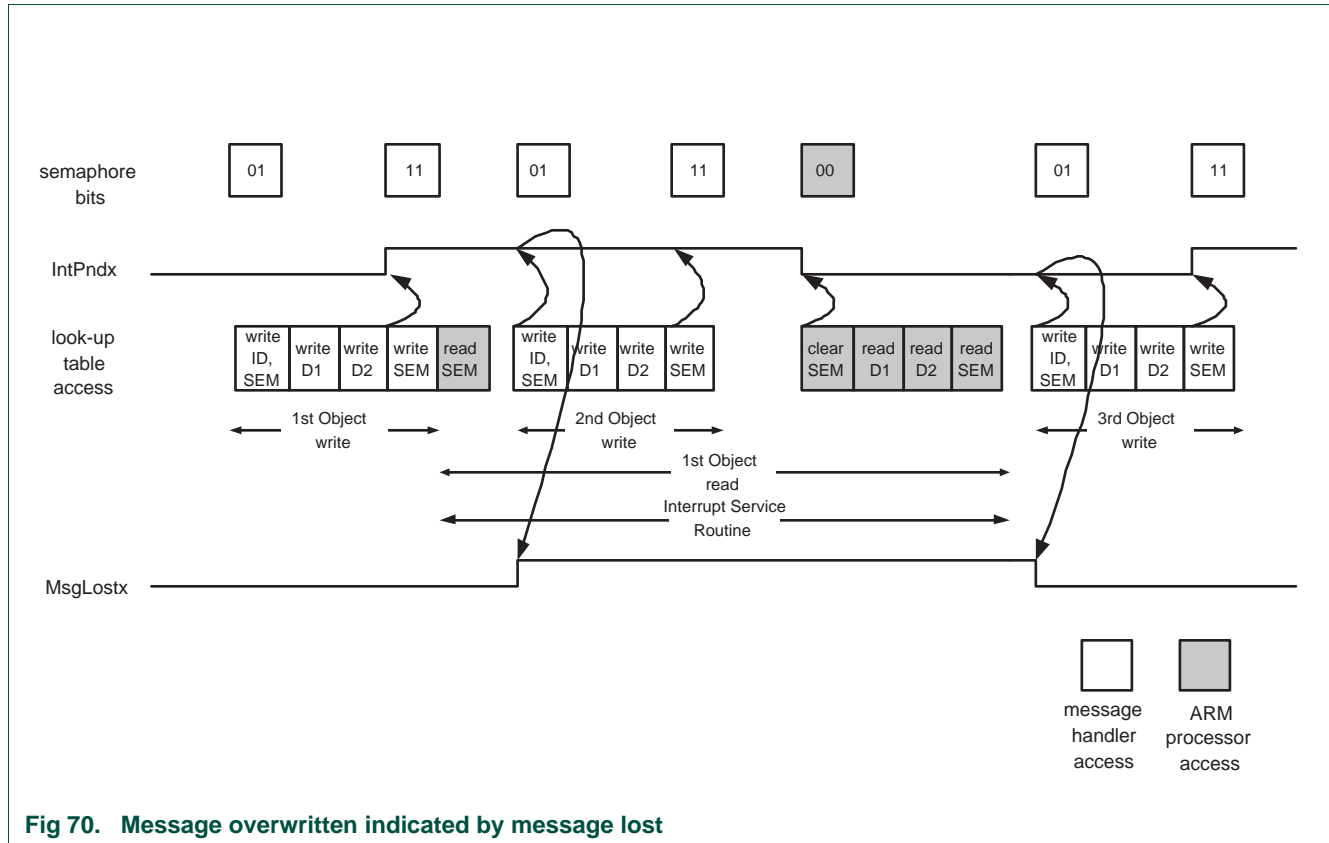 semaphore
bits
01
11
01
11
00
01
11
IntPndx
look-up
table
access
write
ID,
SEM
write
D1
write
D2
write
SEM
read
SEM
write
ID,
SEM
write
D1
write
D2
write
SEM
clear
SEM
read
D1
read
D2
read
SEM
write
ID,
SEM
write
D1
write
D2
write
SEM
1st Object
write
2nd Object
write
3rd Object
write
1st Object
read
Interrupt Service
Routine
MsgLostx
message
handler
access
ARM
processor
access
Fig 70. Message overwritten indicated by message lost